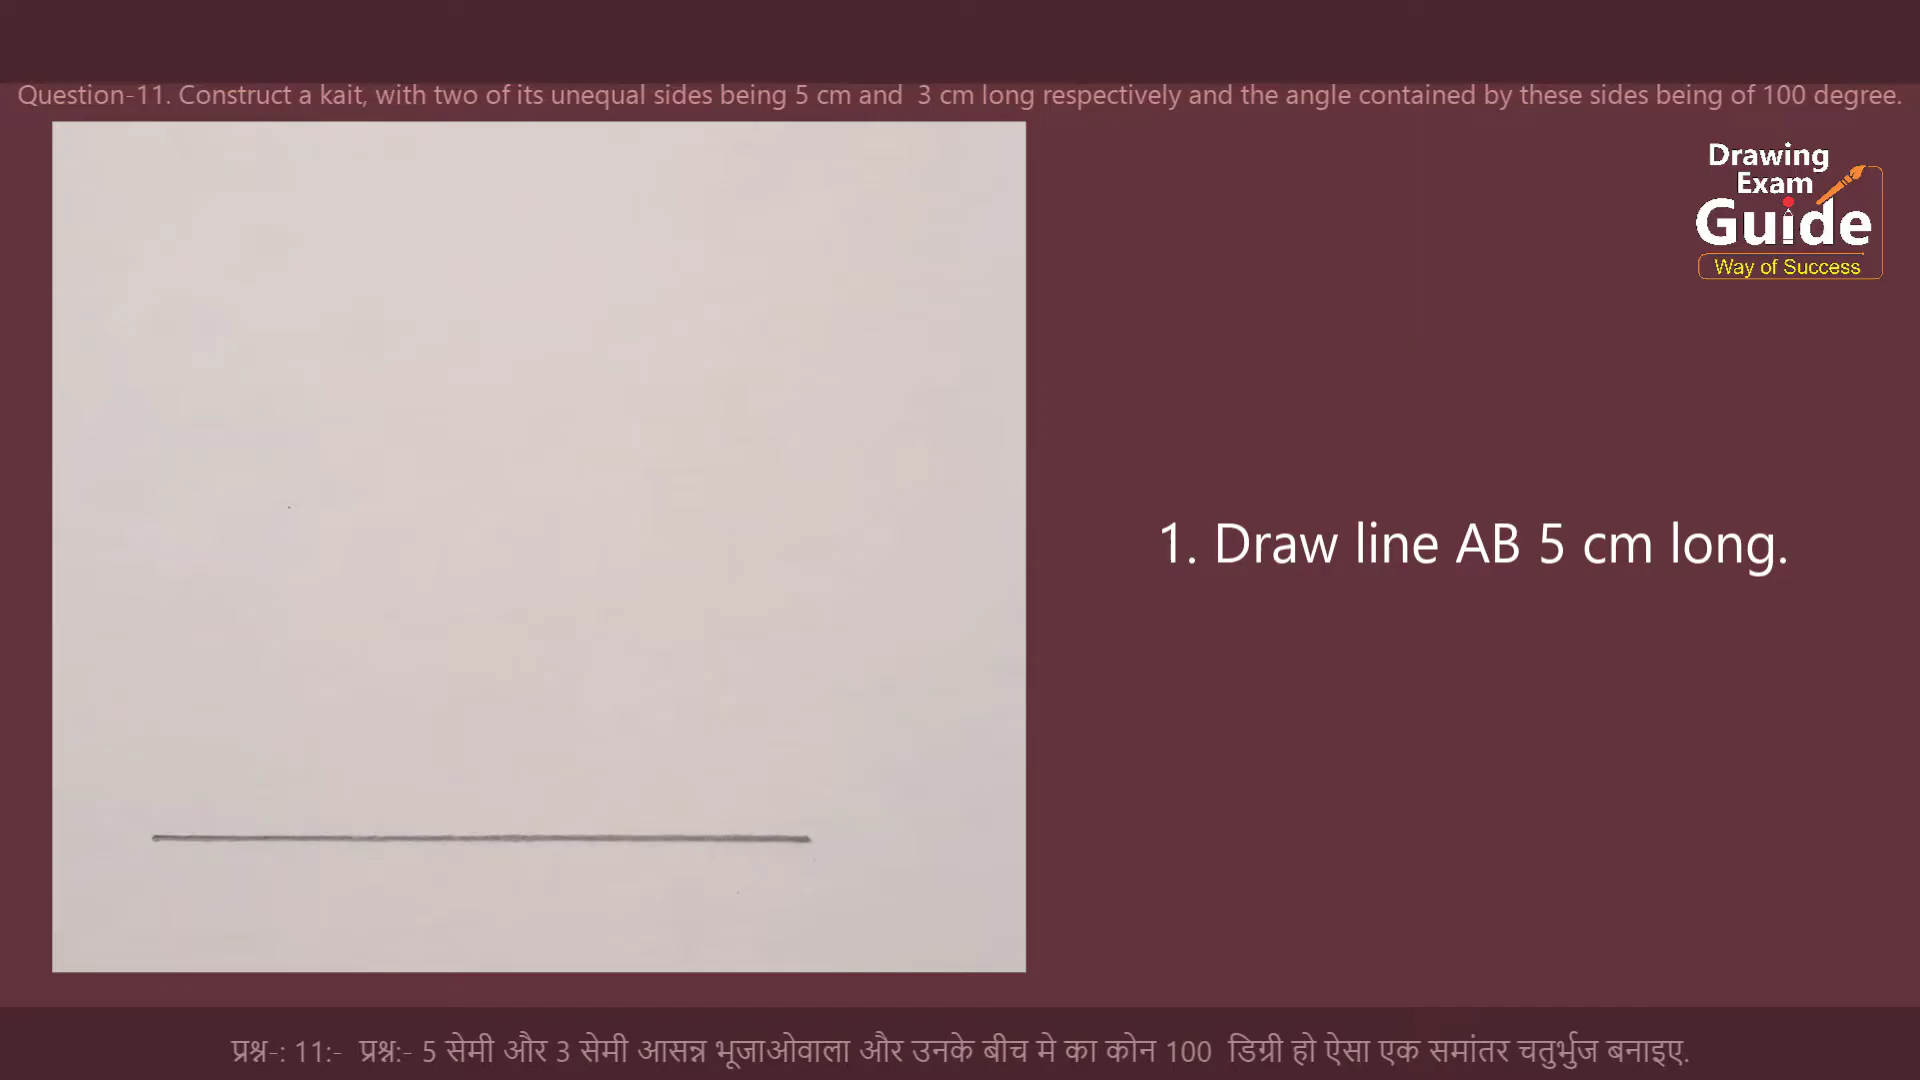 Question-11. Construct a kait, with two of its unequal sides being 5 cm and 3 cm long respectively and the angle contained by these sides being of 100 degree.
Drawing
Exam
Guide
Way of Success
1. Draw line AB 5 cm long.
प्रश्न-: 11:- प्रश्न:- 5 सेमी और 3 सेमी आसन्न भूजाओवाला और उनके बीच मे का कोन 100 डिग्री हो ऐसा एक समांतर चतुर्भुज बनाइए.